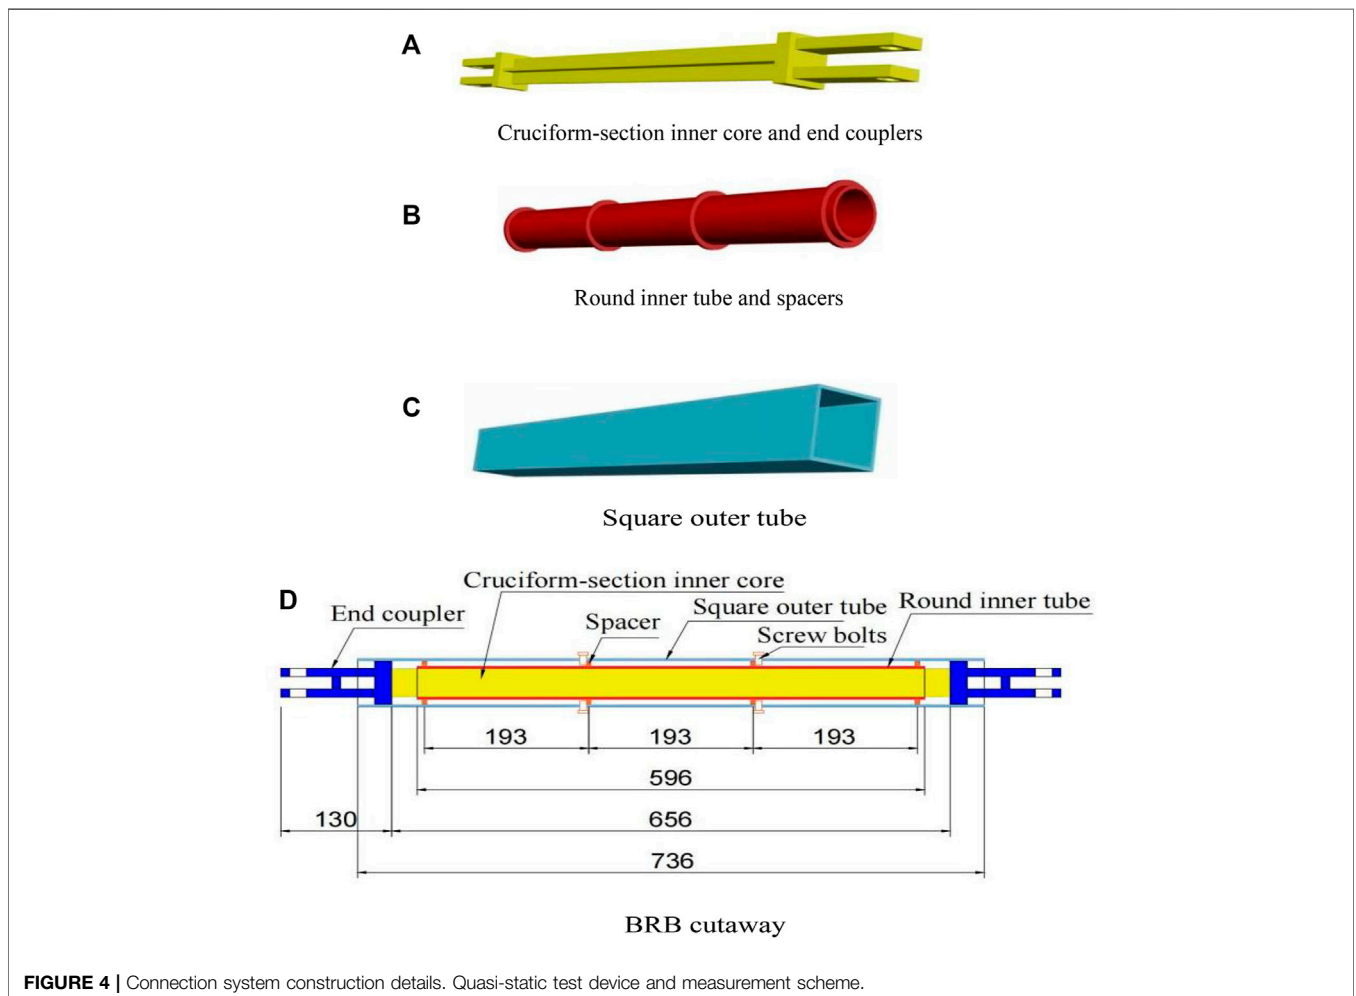 A
Cruciform-section inner core and end couplers
B
Round inner tube and spacers
C
Square outer tube
D
Cruciform-section inner core
End coupler
Spacer
Square outer tube
Screw bolts
Round inner tube
193 193 193
596
130 656
736
BRB cutaway
FIGURE 4 | Connection system construction details. Quasi-static test device and measurement scheme.